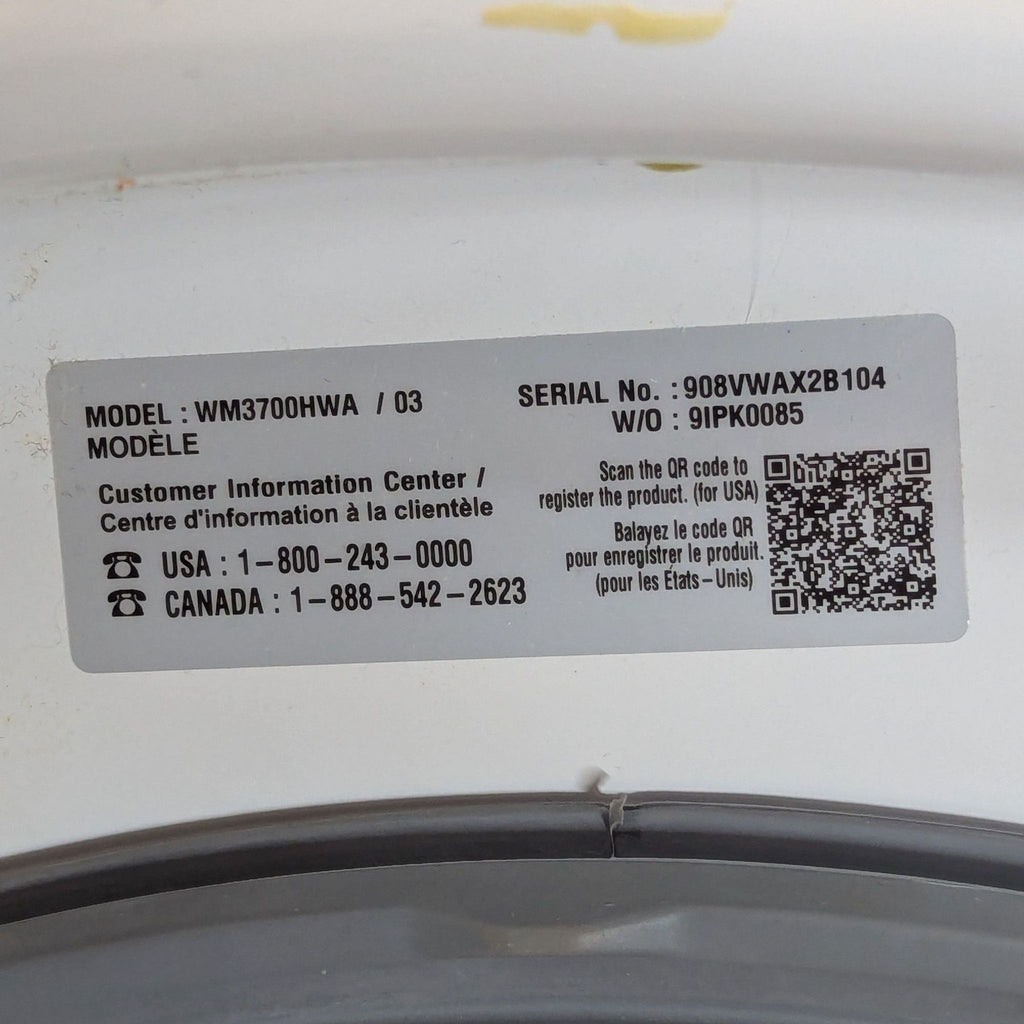 MODEL : WM3700HWA / 03
MODÈLE
SERIAL No. : 908VWAX2B104
W/O : 9IPK0085
Customer Information Center /
Centre d'information à la clientèle
USA : 1-800-243-0000
CANADA : 1-888-542-2623
Scan the QR code to
register the product. (for USA)
Balayez le code QR
pour enregistrer le produit.
(pour les États-Unis)